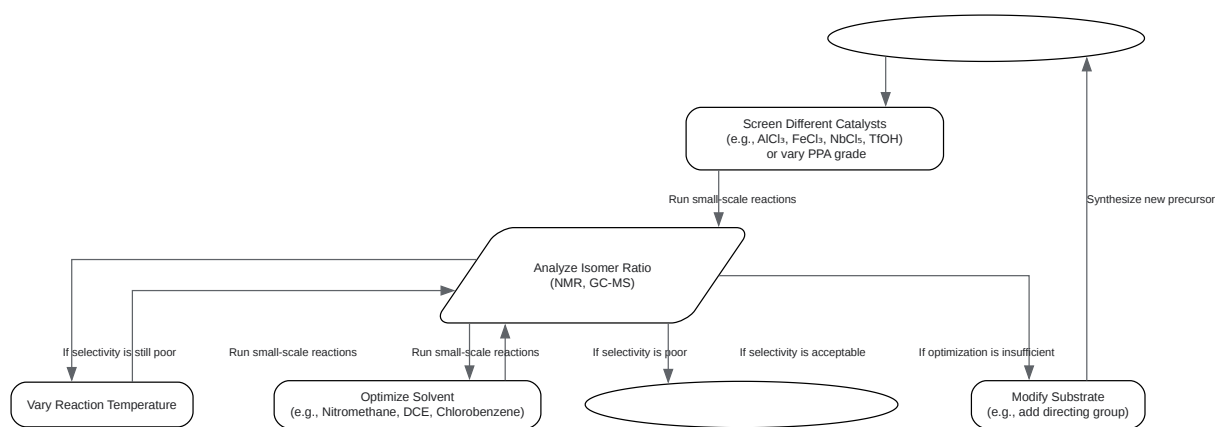 Screen Different Catalysts
(e.g., AlCl₃, FeCl₃, NbCl₅, TfOH)
or vary PPA grade
Run small-scale reactions
Synthesize new precursor
Analyze Isomer Ratio
(NMR, GC-MS)
If selectivity is still poor
Run small-scale reactions
Run small-scale reactions
If selectivity is poor
If selectivity is acceptable
If optimization is insufficient
Vary Reaction Temperature
Optimize Solvent
(e.g., Nitromethane, DCE, Chlorobenzene)
Modify Substrate
(e.g., add directing group)